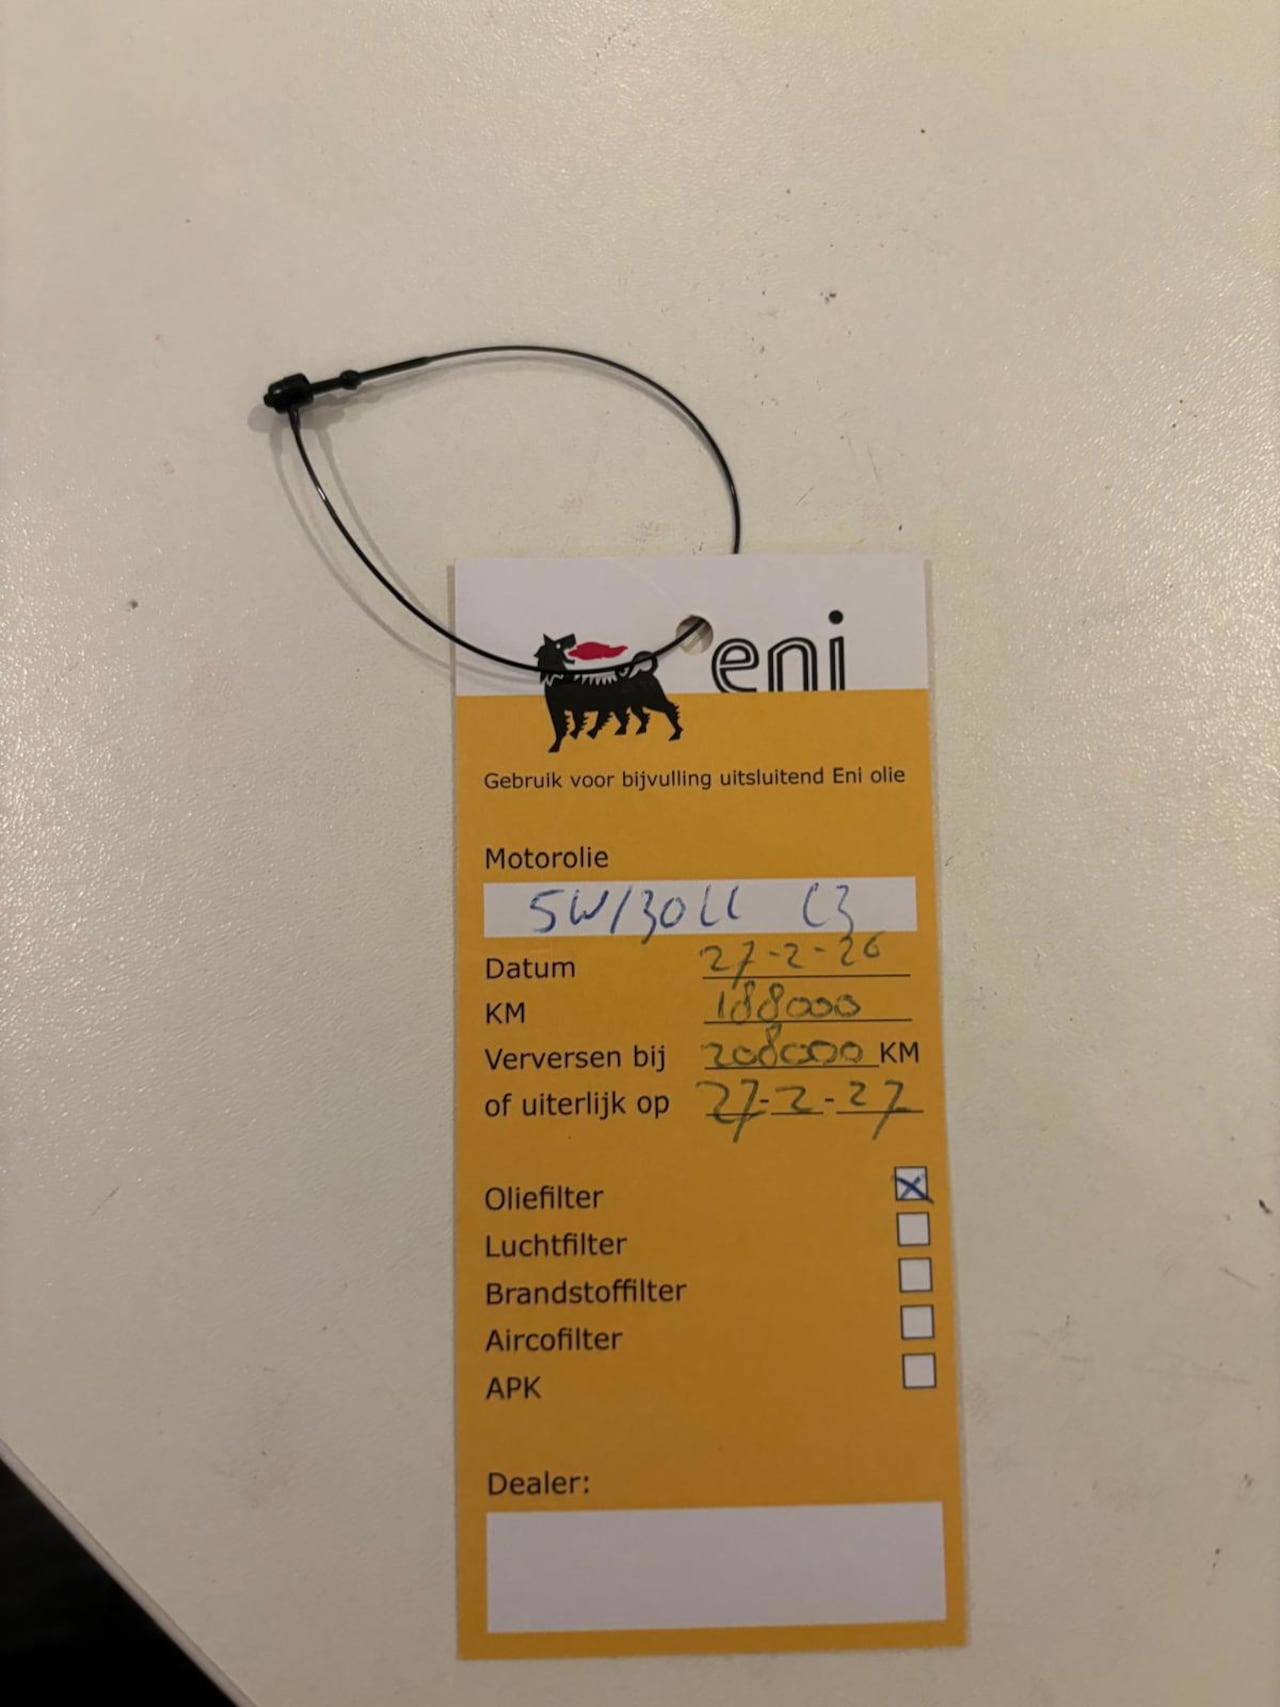 eni
Gebruik voor bijvulling uitsluitend Eni olie
Motorolie
5W/30LL C3
Datum 27-2-26
KM 188000
Verversen bij 208000 KM
of uiterlijk op 27-2-27
Oliefilter
Luchtfilter
Brandstoffilter
Aircofilter
APK
Dealer: